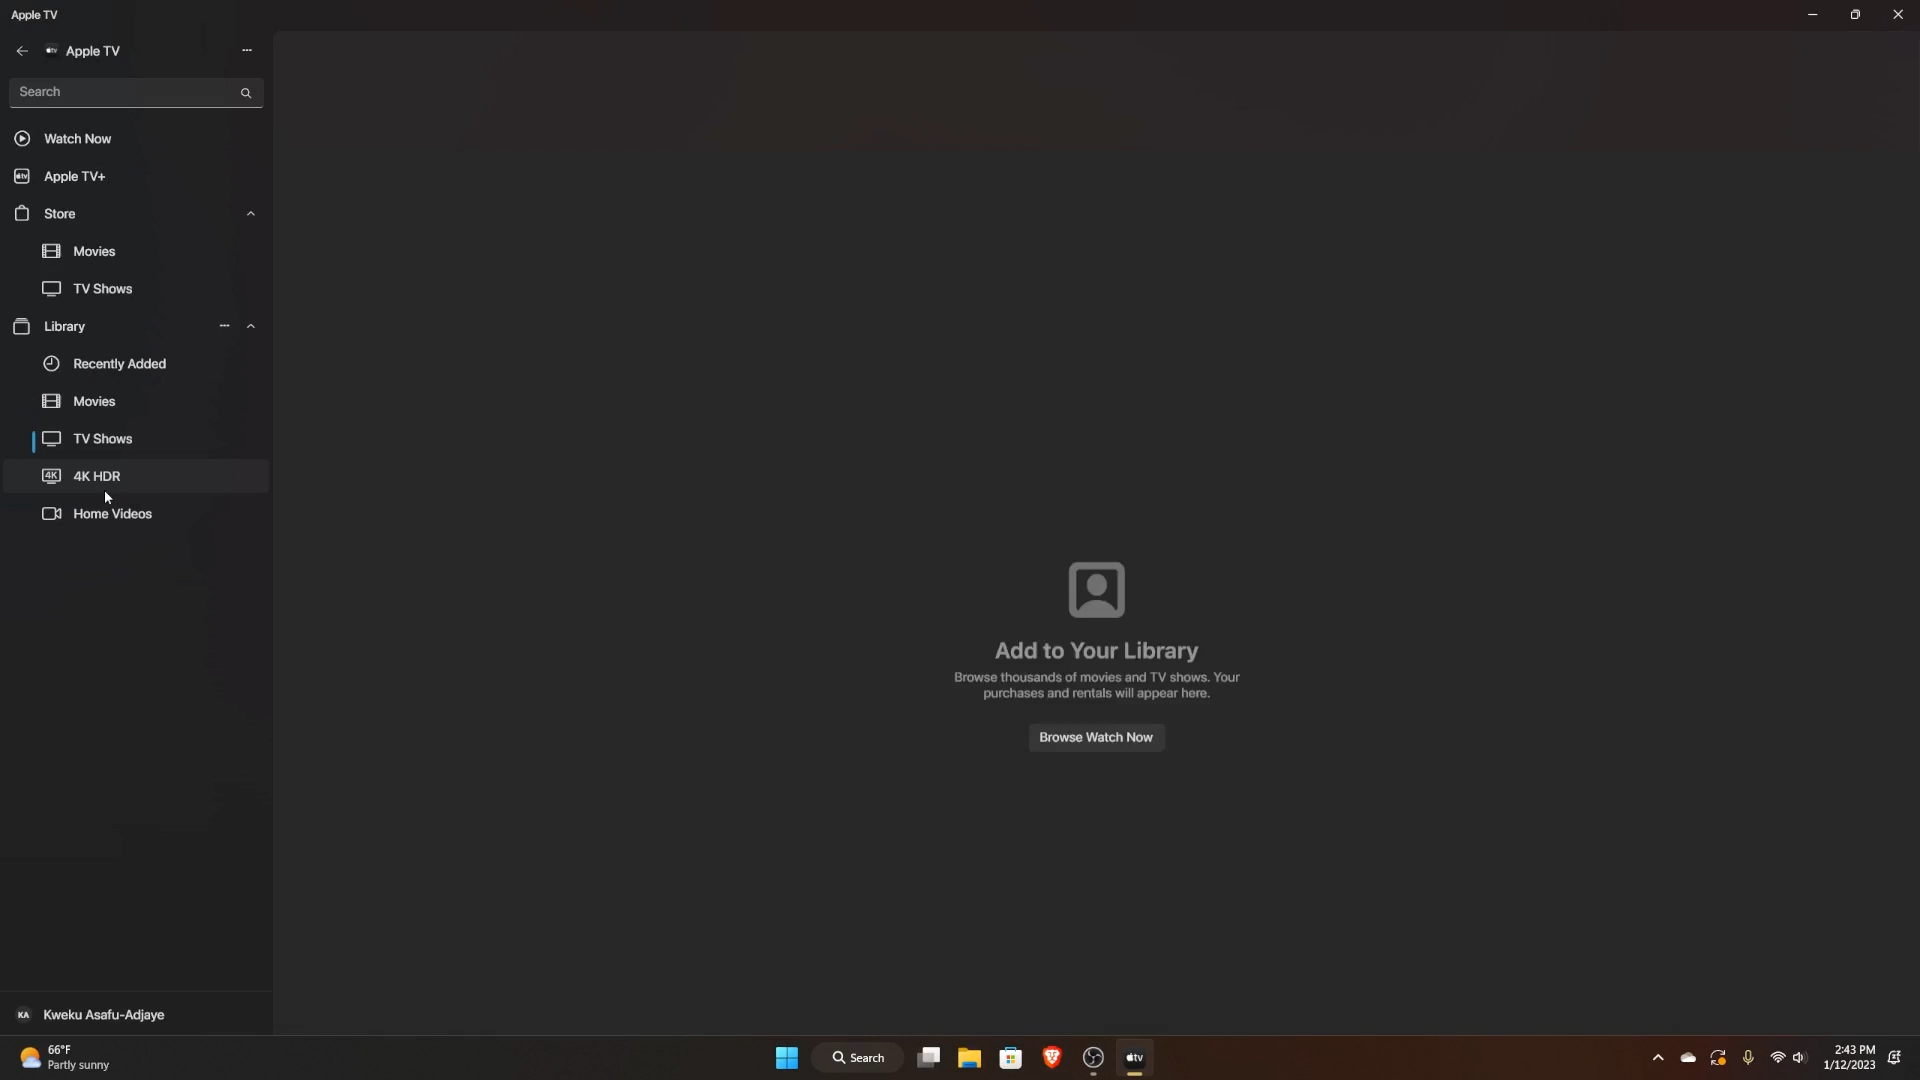 Apple TV
Apple TV
Search
Watch Now
Apple TV+
Store
Movies
TV Shows
Library
Recently Added
Movies
TV Shows
4K 4K HDR
Home Videos
Add to Your Library
Browse thousands of movies and TV shows. Your
purchases and rentals will appear here.
Browse Watch Now
KA Kweku Asafu-Adjaye
66°F
Partly sunny
Search
tv
2:43 PM
1/12/2023